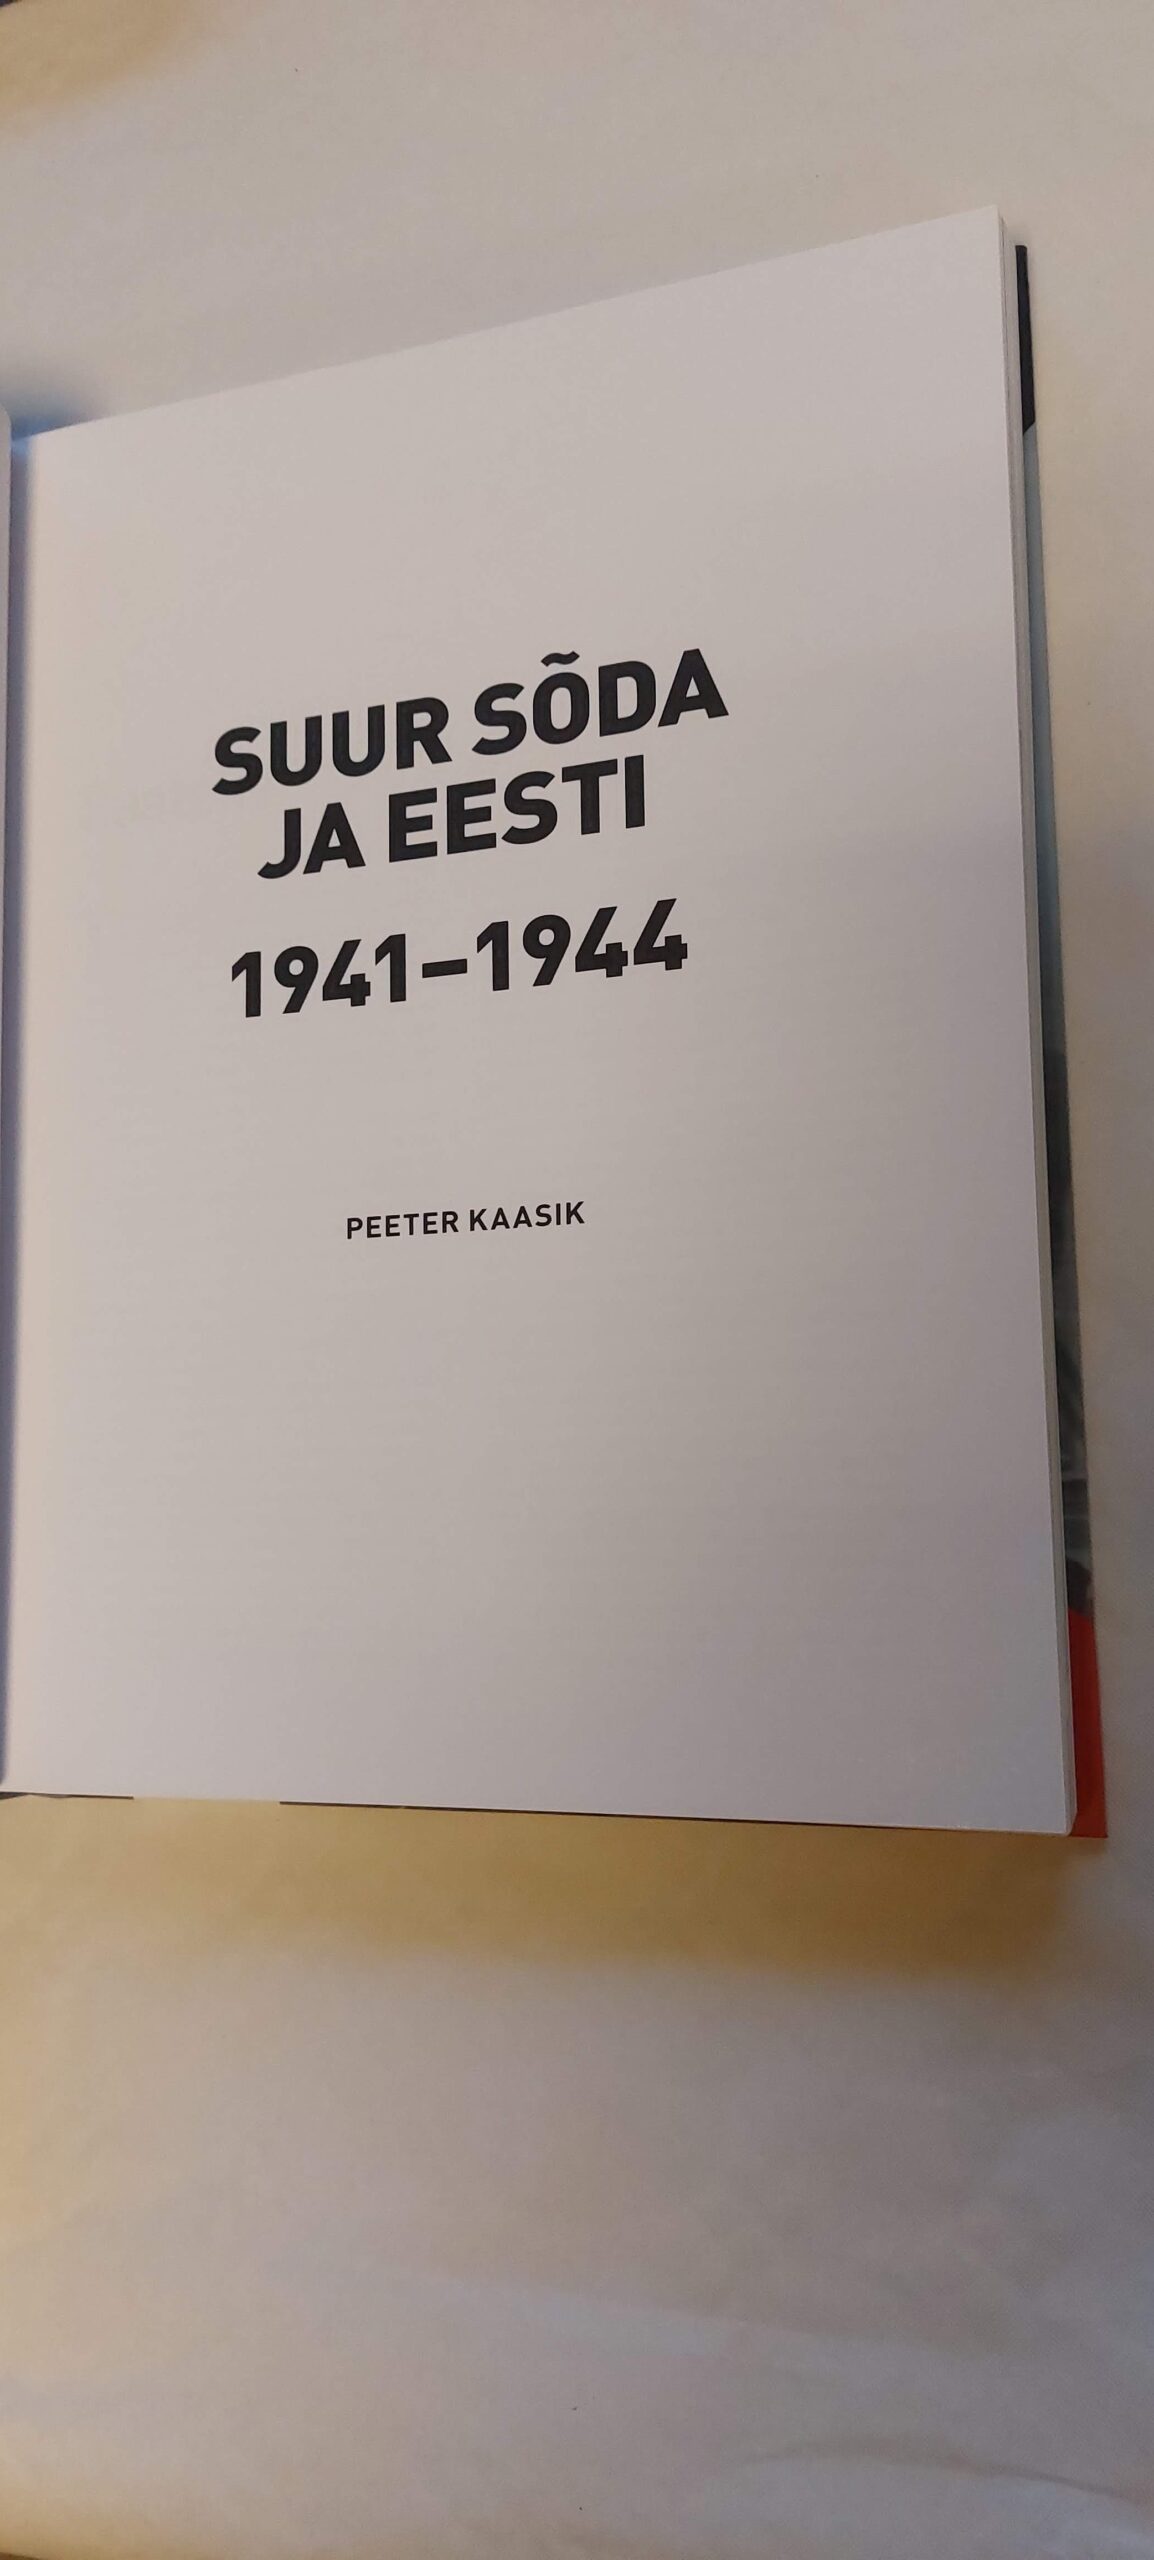 SUUR SÕDA
JA EESTI
1941–1944
PEETER KAASIK